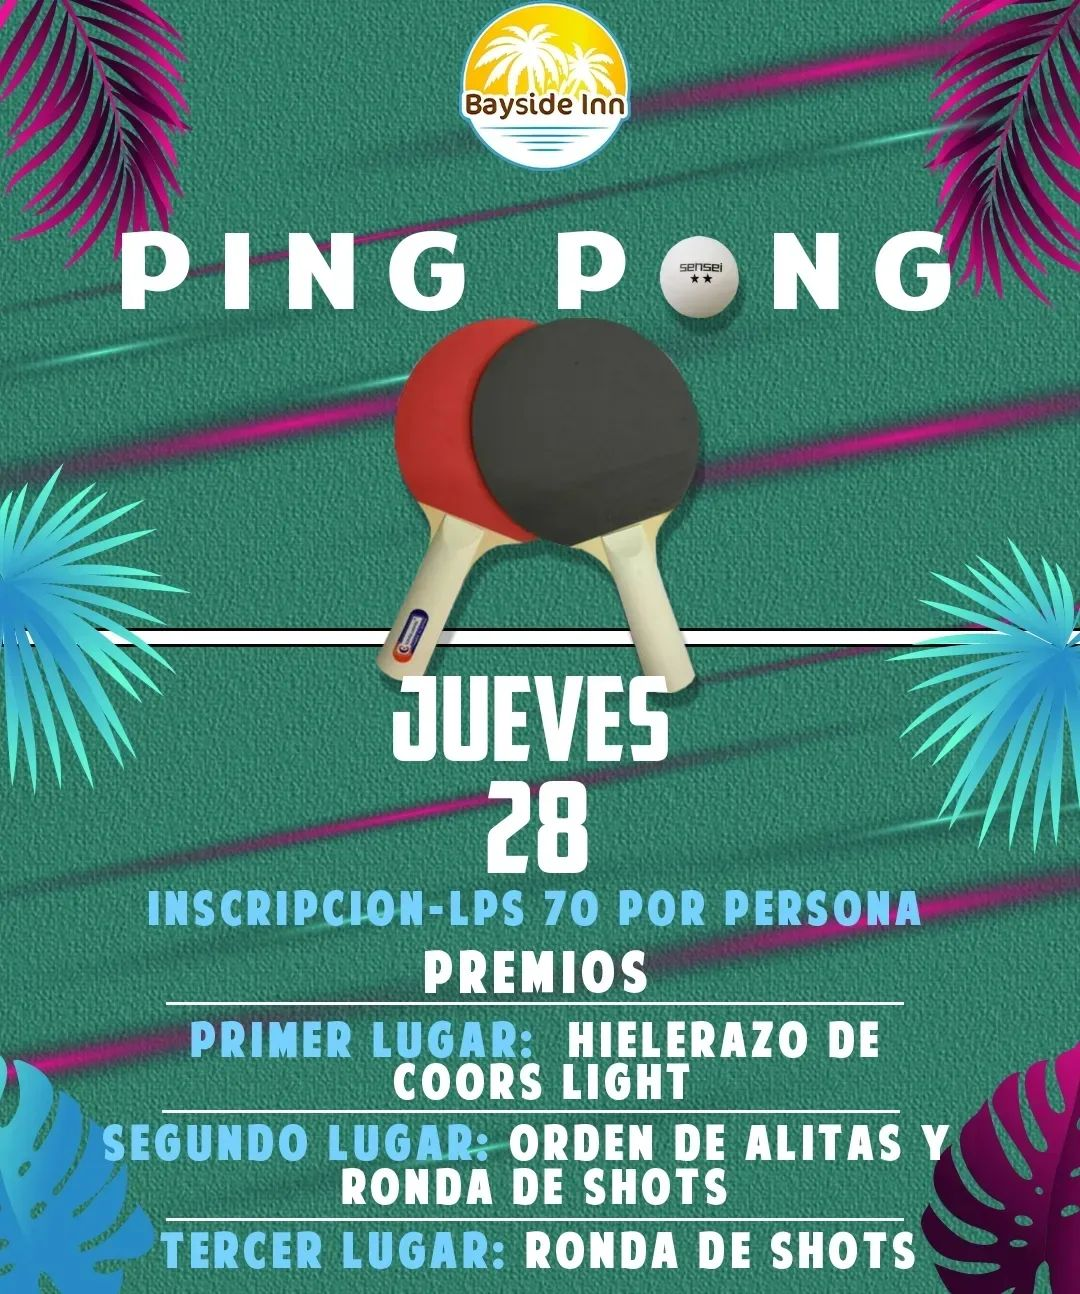 Bayside Inn
PING PONG
sensei
JUEVES
28
INSCRIPCION-LPS 70 POR PERSONA
PREMIOS
PRIMER LUGAR: HIELERAZO DE
COORS LIGHT
SEGUNDO LUGAR: ORDEN DE ALITAS Y
RONDA DE SHOTS
TERCER LUGAR: RONDA DE SHOTS